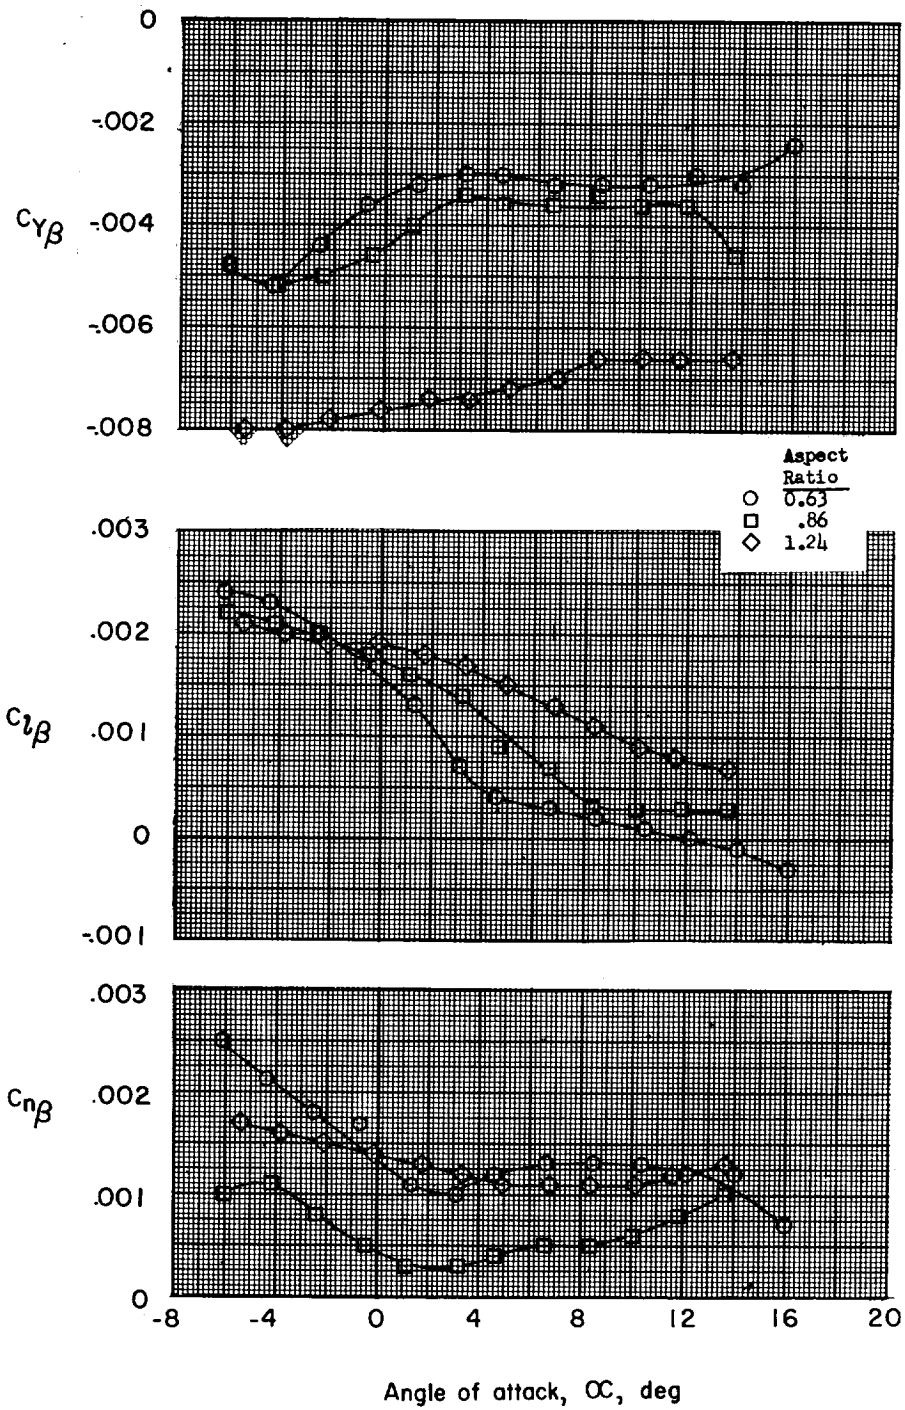 0
-.002
-.004
-.006
-.008
CYβ
Aspect
Ratio
0.63
.86
1.24
.003
.002
.001
0
-.001
Clβ
.003
.002
.001
0
Cnβ
-8 -4 0 4 8 12 16 20
Angle of attack, α, deg